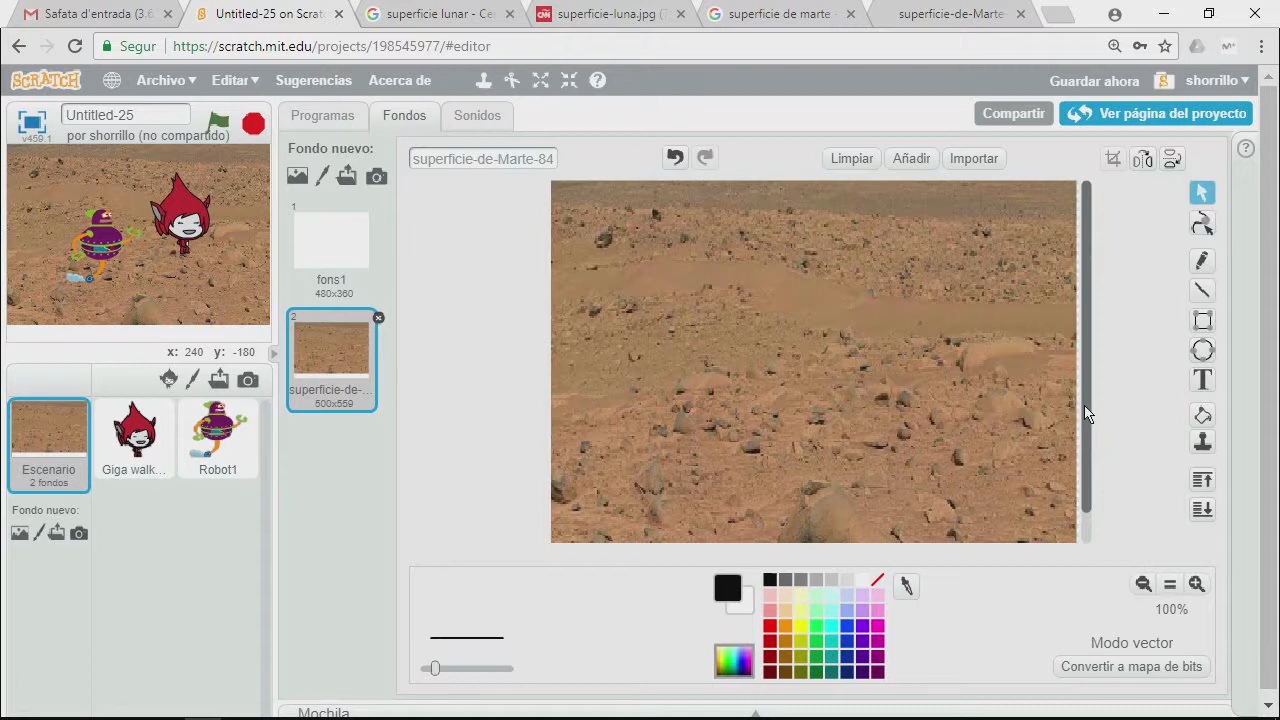 Safata d'entrada (3.6
Untitled-25 on Scrat
superficie lunar - Ce
superficie-luna.jpg (7
superficie de marte -
superficie-de-Marte
Segur
https://scratch.mit.edu/projects/198545977/#editor
SCRATCH
Archivo
Editar
Sugerencias
Acerca de
Guardar ahora
shorrillo
Untitled-25
por shorrillo (no compartido)
v459.1
Programas
Fondos
Sonidos
Compartir
Ver página del proyecto
Fondo nuevo:
superficie-de-Marte-84
Limpiar
Añadir
Importar
1
fons1
480x360
2
superficie-de-...
500x559
x: 240 y: -180
Escenario
2 fondos
Giga walk...
Robot1
Fondo nuevo:
100%
Modo vector
Convertir a mapa de bits
Mochila